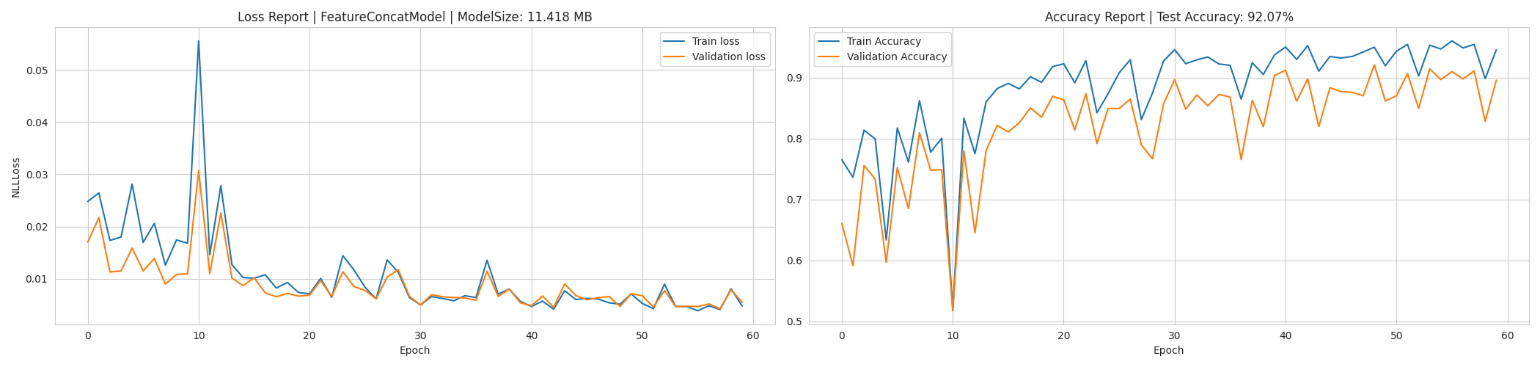 Loss Report | FeatureConcatModel | ModelSize: 11.418 MB
Train loss
Validation loss
NLLLoss
0.05
0.04
0.03
0.02
0.01
0 10 20 30 40 50 60
Epoch
Accuracy Report | Test Accuracy: 92.07%
Train Accuracy
Validation Accuracy
0.9
0.8
0.7
0.6
0.5
0 10 20 30 40 50 60
Epoch